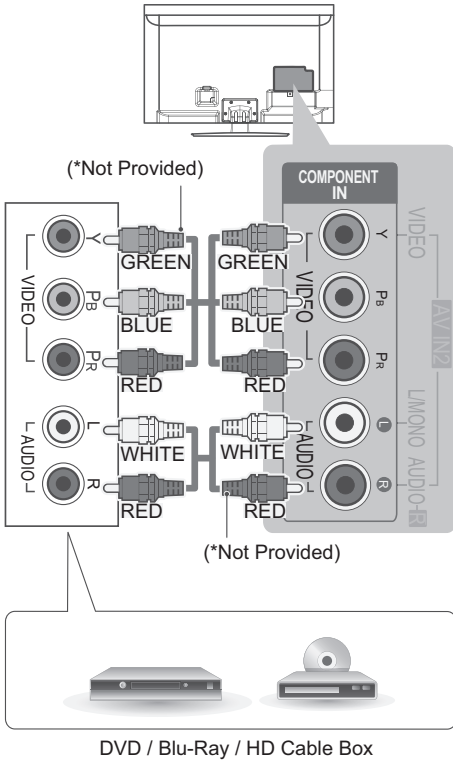 (*Not Provided)
COMPONENT
IN
Y
GREEN
GREEN
Y
VIDEO
VIDEO
VIDEO
PB
BLUE
BLUE
PB
AV IN2
PR
RED
RED
PR
L
WHITE
WHITE
L
L/MONO AUDIO-R
AUDIO
AUDIO
R
RED
RED
R
(*Not Provided)
DVD / Blu-Ray / HD Cable Box